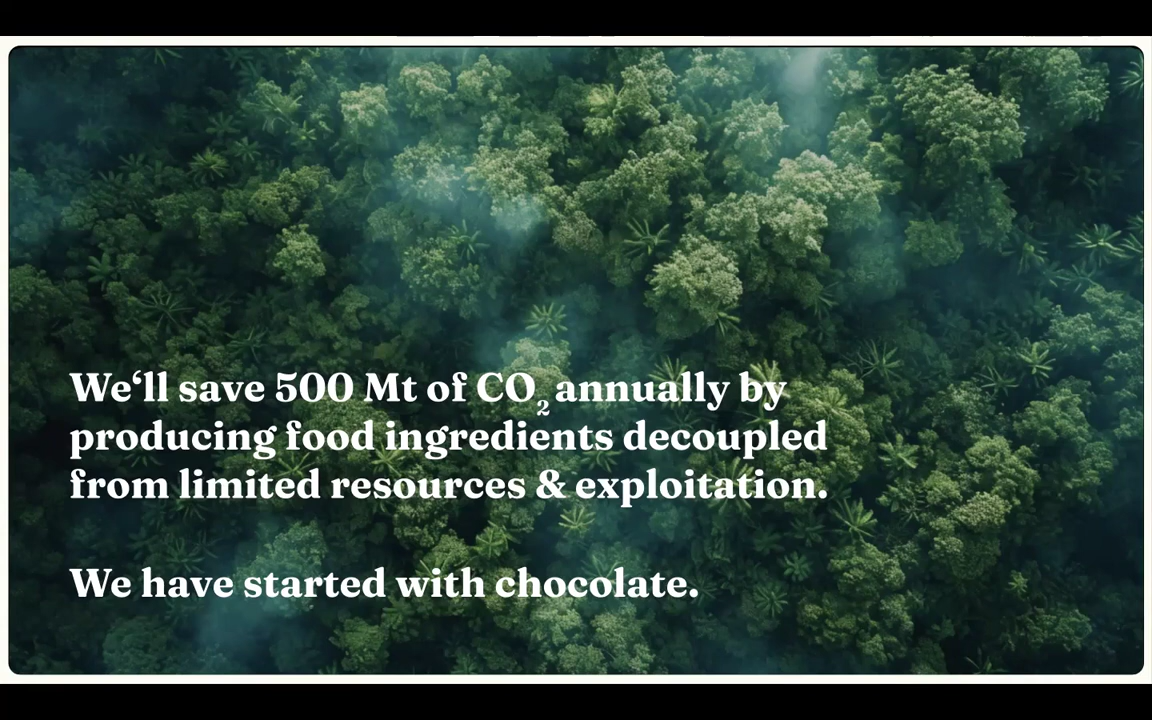 We‘ll save 500 Mt of CO₂ annually by
producing food ingredients decoupled
from limited resources & exploitation.
We have started with chocolate.